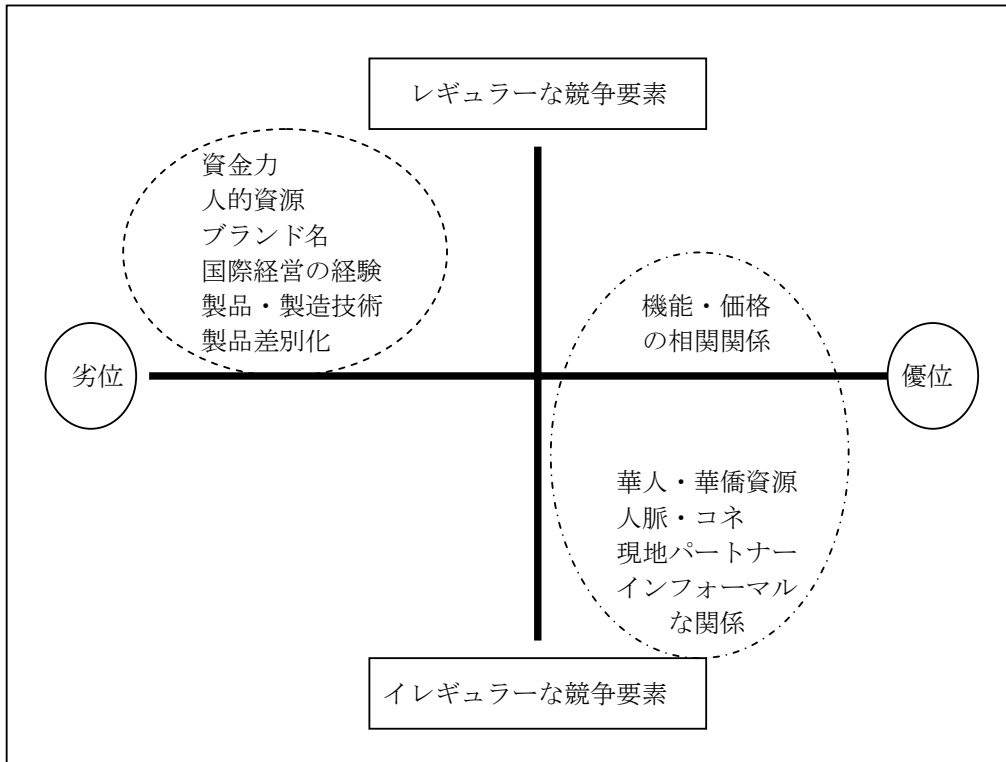 レギュラーな競争要素
資金力
人的資源
ブランド名
国際経営の経験
製品・製造技術
製品差別化
機能・価格
の相関関係
劣位
優位
華人・華僑資源
人脈・コネ
現地パートナー
インフォーマル
な関係
イレギュラーな競争要素